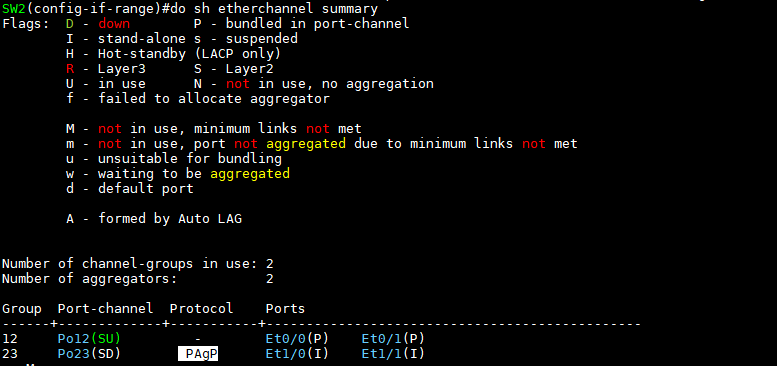 SW2(config-if-range)#do sh etherchannel summary
Flags:  D - down        P - bundled in port-channel
        I - stand-alone s - suspended
        H - Hot-standby (LACP only)
        R - Layer3      S - Layer2
        U - in use      N - not in use, no aggregation
        f - failed to allocate aggregator
        M - not in use, minimum links not met
        m - not in use, port not aggregated due to minimum links not met
        u - unsuitable for bundling
        w - waiting to be aggregated
        d - default port
        A - formed by Auto LAG
Number of channel-groups in use: 2
Number of aggregators:           2
Group  Port-channel  Protocol    Ports
------+-------------+-----------+-----------------------------------------------
12     Po12(SU)         -        Et0/0(P)    Et0/1(P)
23     Po23(SD)        PAgP      Et1/0(I)    Et1/1(I)